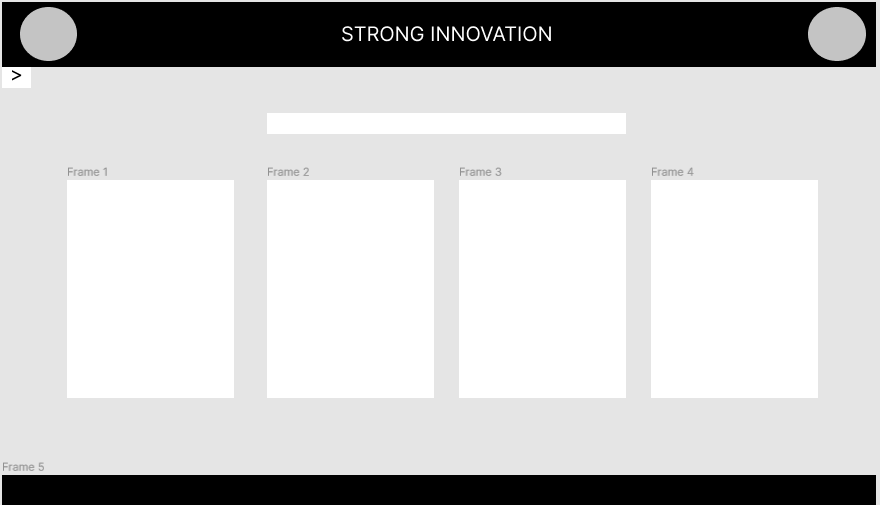 STRONG INNOVATION
>
Frame 1
Frame 2
Frame 3
Frame 4
Frame 5